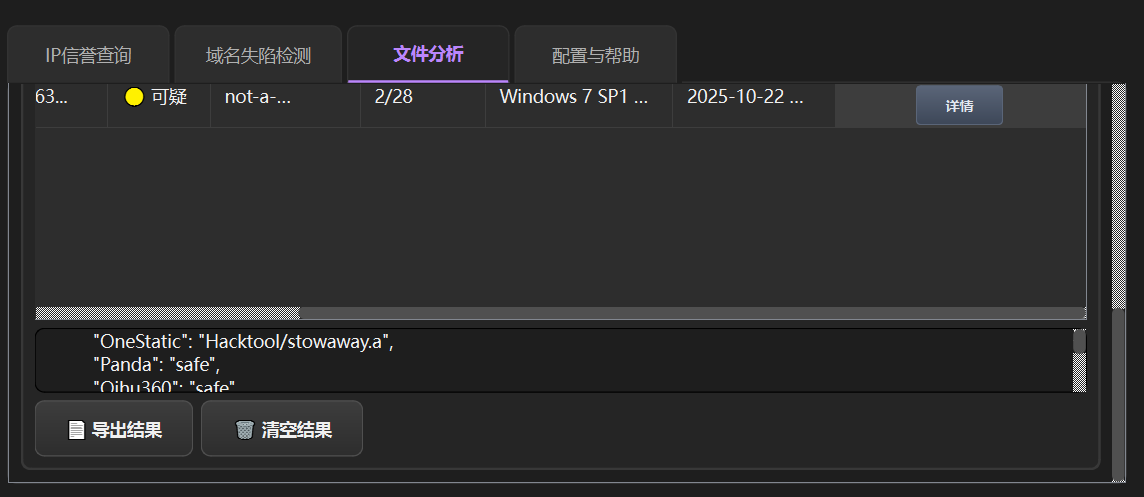 IP信誉查询 域名失陷检测 文件分析 配置与帮助
63... 可疑 not-a-... 2/28 Windows 7 SP1 ... 2025-10-22 ... 详情
"OneStatic": "Hacktool/stowaway.a",
"Panda": "safe",
"Qihu360": "safe"
导出结果 清空结果